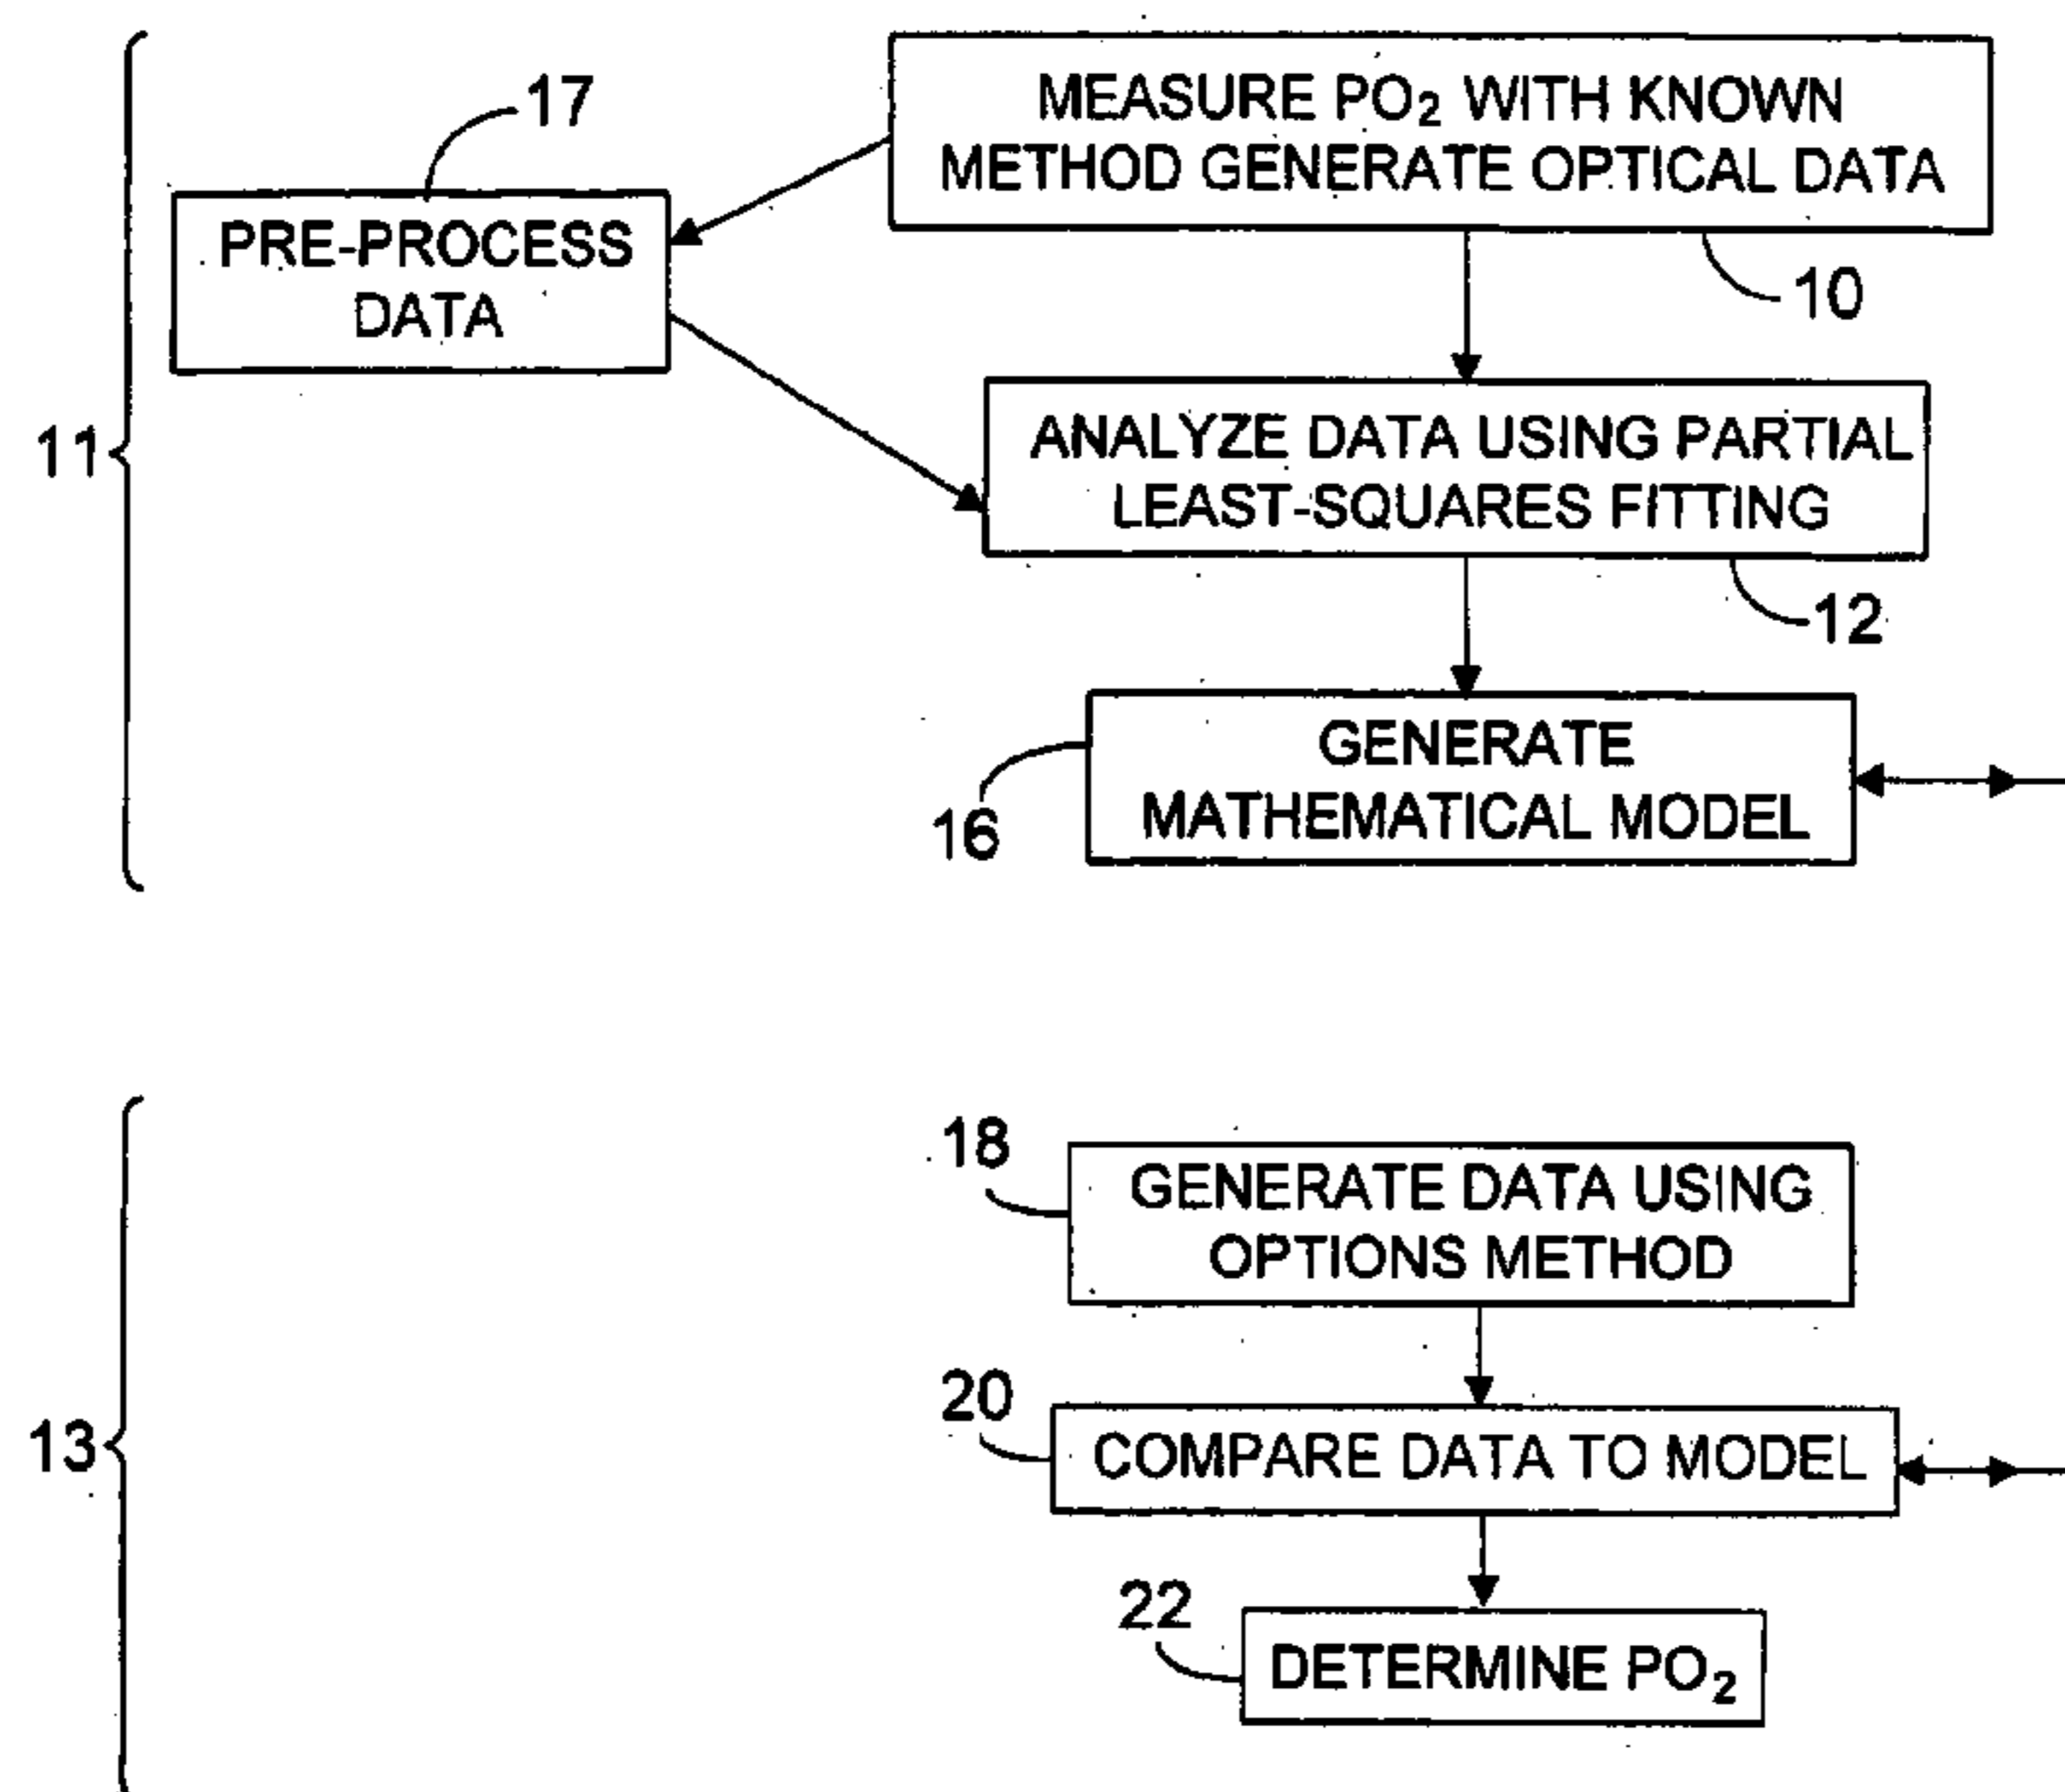 17
MEASURE PO₂ WITH KNOWN
METHOD GENERATE OPTICAL DATA
PRE-PROCESS
DATA
10
11
ANALYZE DATA USING PARTIAL
LEAST-SQUARES FITTING
12
GENERATE
MATHEMATICAL MODEL
16
18
GENERATE DATA USING
OPTIONS METHOD
20
COMPARE DATA TO MODEL
13
22
DETERMINE PO₂